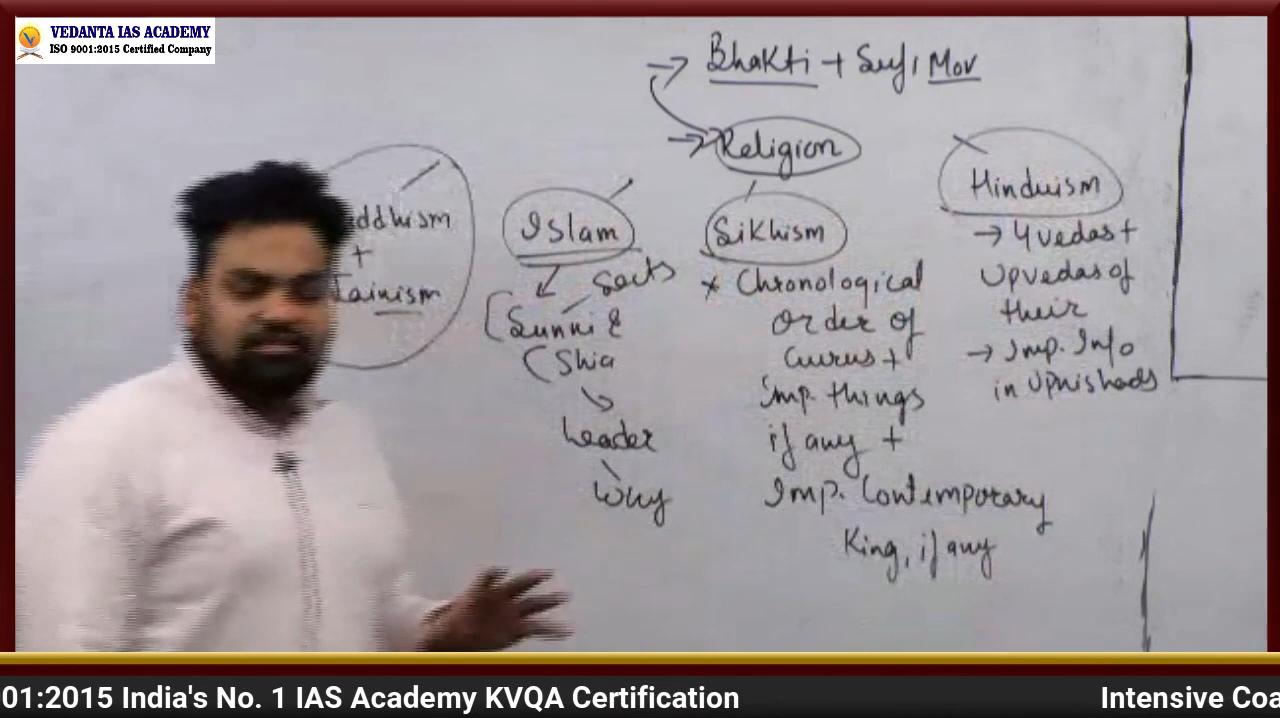 VEDANTA IAS ACADEMY
ISO 9001:2015 Certified Company
→ Bhakti + Sufi Mov
→ Religion
ddhism
+
Jainism
Islam
Sects
Sunni &
Shia
Leader
Why
Sikhism
* Chronological
order of
Gurus +
imp. things
if any +
Imp. Contemporary
King, if any
Hinduism
→ 4 vedas +
Upvedas of
their
→ Imp. Info
in Upnishads
01:2015 India's No. 1 IAS Academy KVQA Certification
Intensive Coa